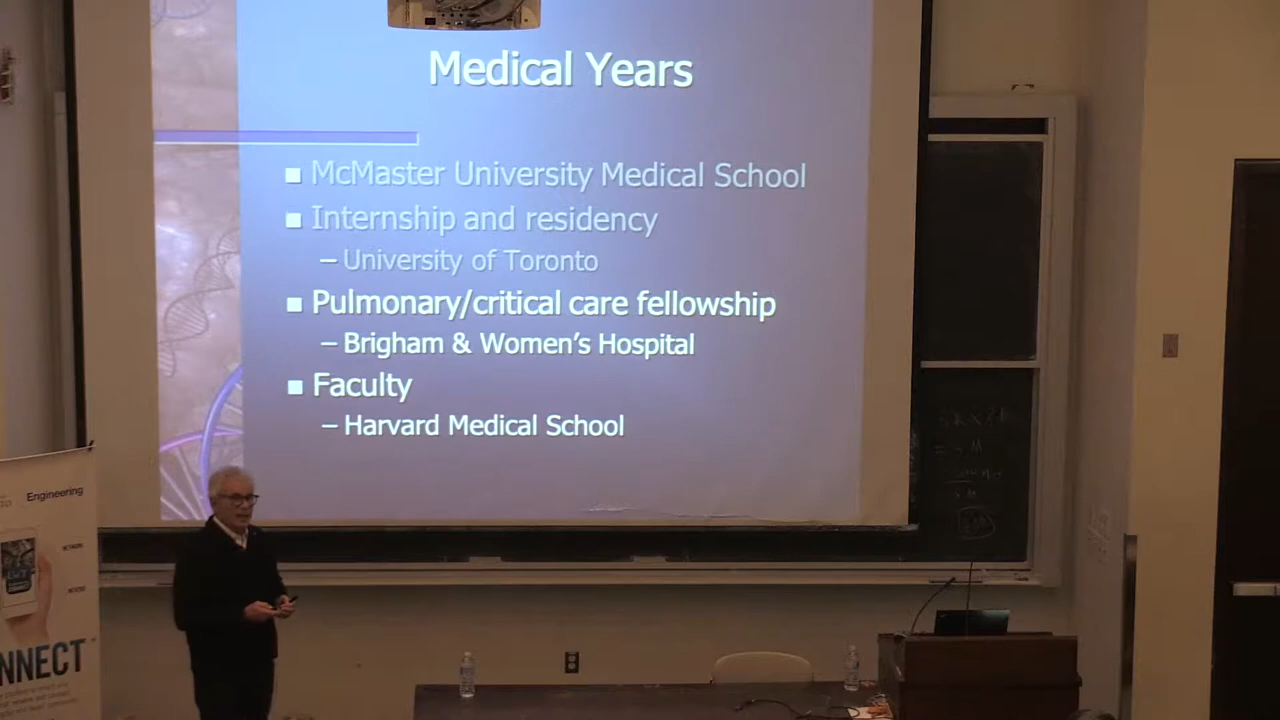 Medical Years
■ McMaster University Medical School
■ Internship and residency
– University of Toronto
■ Pulmonary/critical care fellowship
– Brigham & Women's Hospital
■ Faculty
– Harvard Medical School
Engineering
NNECT